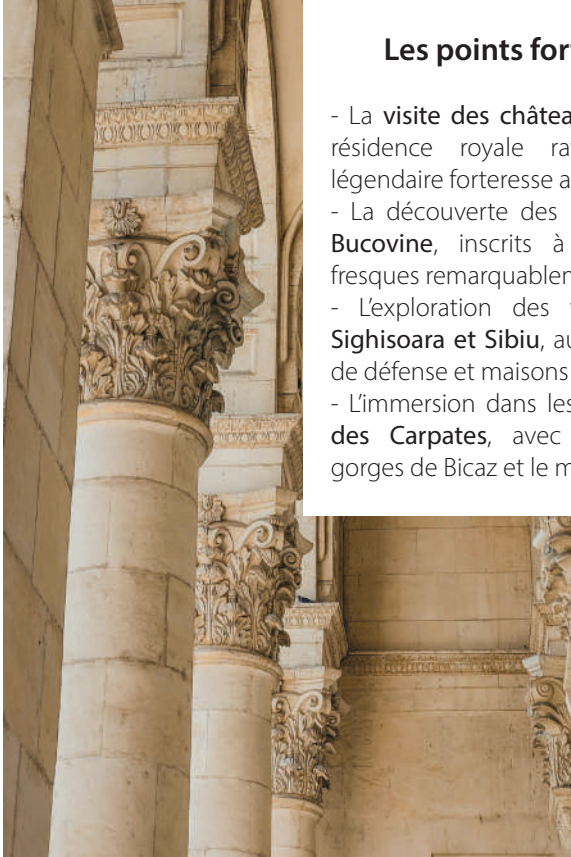 Les points for
- La visite des châtea
résidence royale ra
légendaire forteresse a
- La découverte des
Bucovine, inscrits à
fresques remarquablem
- L'exploration des
Sighisoara et Sibiu, au
de défense et maisons
- L'immersion dans les
des Carpates, avec
gorges de Bicaz et le m